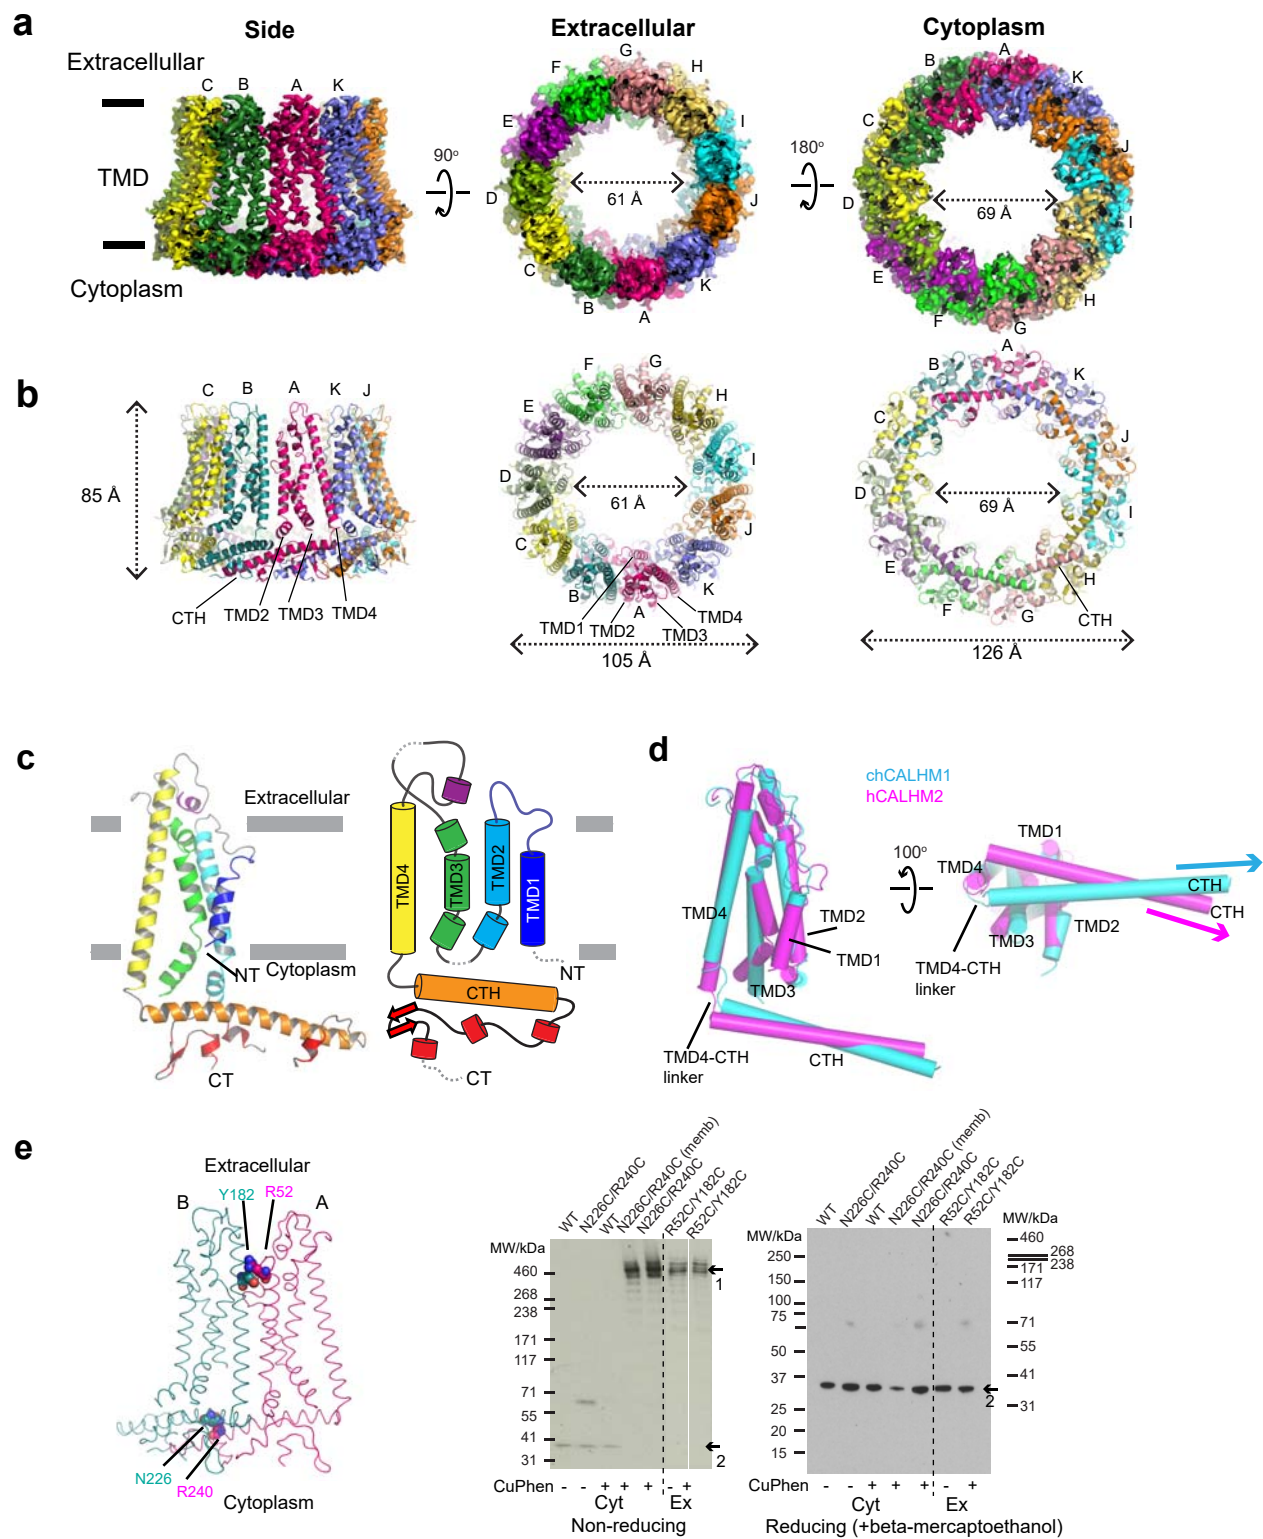 a
Side
Extracellular
Cytoplasm
Extracellullar
C B A K
TMD
Cytoplasm
90°
G
F
H
E
I
D
J
C
K
B
A
61 Å
180°
A
B
K
C
J
D
I
E
H
F
G
69 Å
b
C B A K J
85 Å
CTH
TMD2
TMD3
TMD4
F
G
H
E
I
D
J
C
K
B
A
61 Å
TMD1
TMD2
TMD3
TMD4
105 Å
A
B
K
C
J
D
I
E
H
F
G
69 Å
CTH
126 Å
c
Extracellular
Cytoplasm
NT
CT
TMD4
TMD3
TMD2
TMD1
NT
CTH
CT
d
chCALHM1
hCALHM2
TMD4
TMD2
TMD1
TMD3
TMD4-CTH
linker
CTH
100°
TMD1
TMD4
CTH
CTH
TMD3
TMD2
TMD4-CTH
linker
e
Extracellular
B
Y182
R52
A
N226
R240
Cytoplasm
WT
N226C/R240C
WT
N226C/R240C (memb)
N226C/R240C
R52C/Y182C
R52C/Y182C
MW/kDa
460
268
238
171
117
71
55
41
31
1
2
CuPhen - - + + + - +
Cyt Ex
Non-reducing
WT
N226C/R240C
WT
N226C/R240C (memb)
N226C/R240C
R52C/Y182C
R52C/Y182C
MW/kDa
250
150
100
75
50
37
25
20
15
MW/kDa
460
268
238
171
117
71
55
41
31
2
CuPhen - - + + + - +
Cyt Ex
Reducing (+beta-mercaptoethanol)